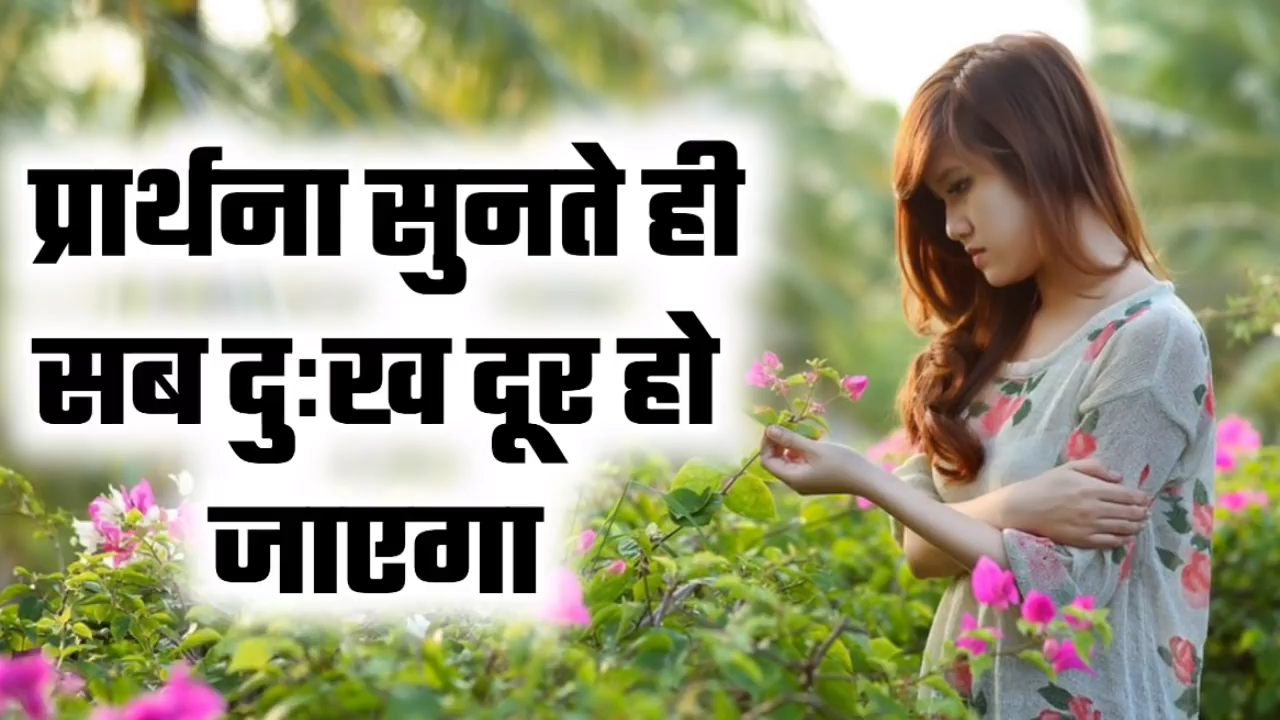 प्रार्थना सुनते ही
सब दुःख दूर हो
जाएगा